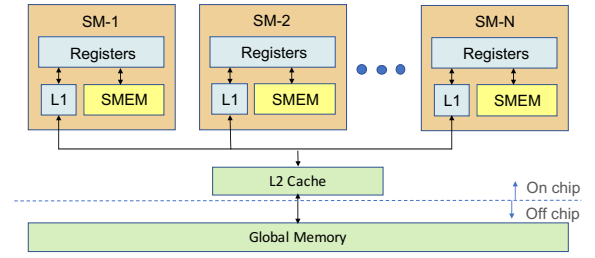 SM-1
SM-2
SM-N
Registers
Registers
Registers
L1
SMEM
L1
SMEM
L1
SMEM
L2 Cache
On chip
Off chip
Global Memory